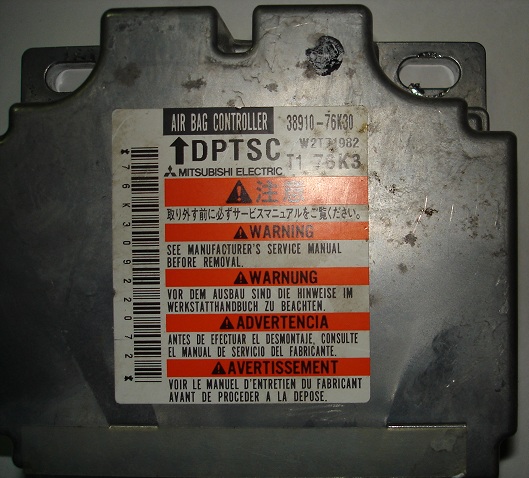 AIR BAG CONTROLLER 38910-76K30
↑DPTSC W2T71982
MITSUBISHI ELECTRIC T1 76K3
注意
取り外す前に必ずサービスマニュアルをご覧ください。
WARNING
SEE MANUFACTURER'S SERVICE MANUAL
BEFORE REMOVAL.
WARNUNG
VOR DEM AUSBAU SIND DIE HINWEISE IM
WERKSTATTHANDBUCH ZU BEACHTEN.
ADVERTENCIA
ANTES DE EFECTUAR EL DESMONTAJE, CONSULTE
EL MANUAL DE SERVICIO DEL FABRICANTE.
AVERTISSEMENT
VOIR LE MANUEL D'ENTRETIEN DU FABRICANT
AVANT DE PROCEDER A LA DEPOSE.
*76K30922072*